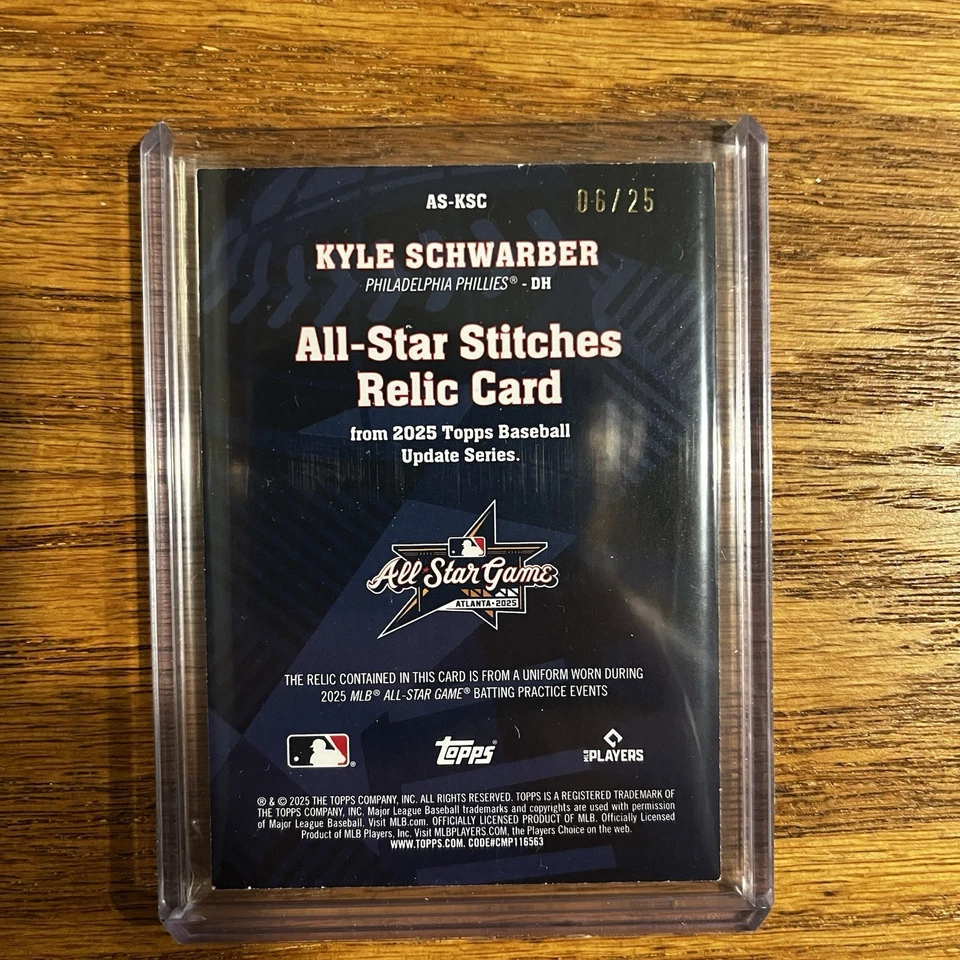 AS-KSC 06/25
KYLE SCHWARBER
PHILADELPHIA PHILLIES® - DH
All-Star Stitches
Relic Card
from 2025 Topps Baseball
Update Series.
All Star Game
ATLANTA • 2025
THE RELIC CONTAINED IN THIS CARD IS FROM A UNIFORM WORN DURING
2025 MLB® ALL-STAR GAME® BATTING PRACTICE EVENTS
topps®
MLB PLAYERS
® & © 2025 THE TOPPS COMPANY, INC. ALL RIGHTS RESERVED. TOPPS IS A REGISTERED TRADEMARK OF
THE TOPPS COMPANY, INC. Major League Baseball trademarks and copyrights are used with permission
of Major League Baseball. Visit MLB.com. OFFICIALLY LICENSED PRODUCT OF MLB. Officially Licensed
Product of MLB Players, Inc. Visit MLBPLAYERS.COM, the Players Choice on the web.
WWW.TOPPS.COM. CODE#CMP116563